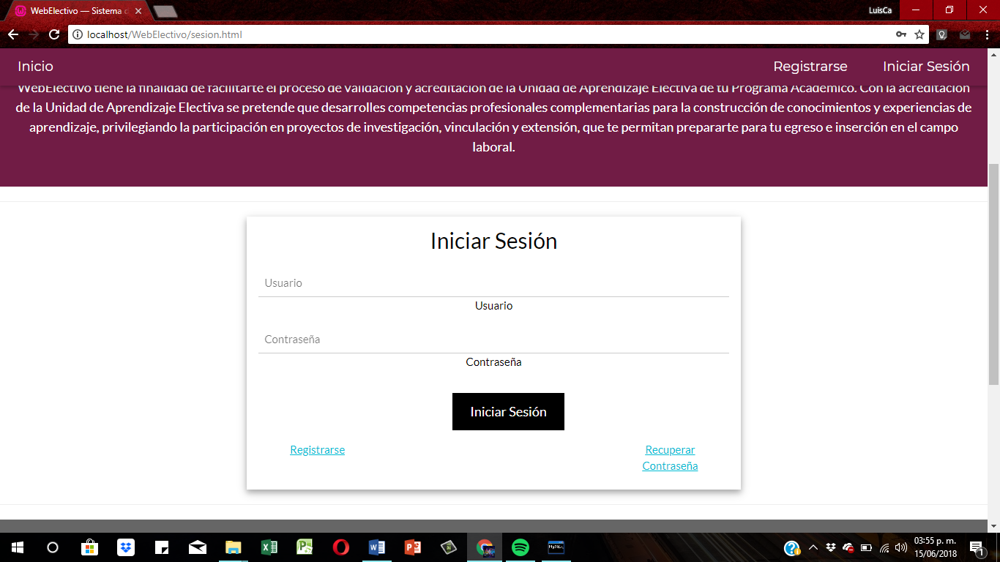 WebElectivo — Sistema d
LuisCa
localhost/WebElectivo/sesion.html
Inicio
Registrarse
Iniciar Sesión
WebElectivo tiene la finalidad de facilitarte el proceso de validación y acreditación de la Unidad de Aprendizaje Electiva de tu Programa Académico. Con la acreditación
de la Unidad de Aprendizaje Electiva se pretende que desarrolles competencias profesionales complementarias para la construcción de conocimientos y experiencias de
aprendizaje, privilegiando la participación en proyectos de investigación, vinculación y extensión, que te permitan prepararte para tu egreso e inserción en el campo
laboral.
Iniciar Sesión
Usuario
Usuario
Contraseña
Contraseña
Iniciar Sesión
Registrarse
Recuperar
Contraseña
03:55 p. m.
15/06/2018
1